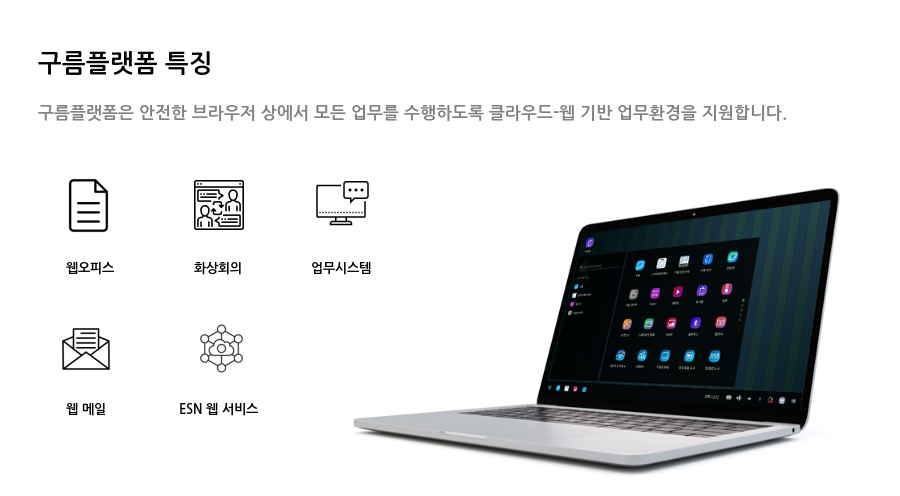 구름플랫폼 특징
구름플랫폼은 안전한 브라우저 상에서 모든 업무를 수행하도록 클라우드-웹 기반 업무환경을 지원합니다.
웹오피스
화상회의
업무시스템
웹 메일
ESN 웹 서비스